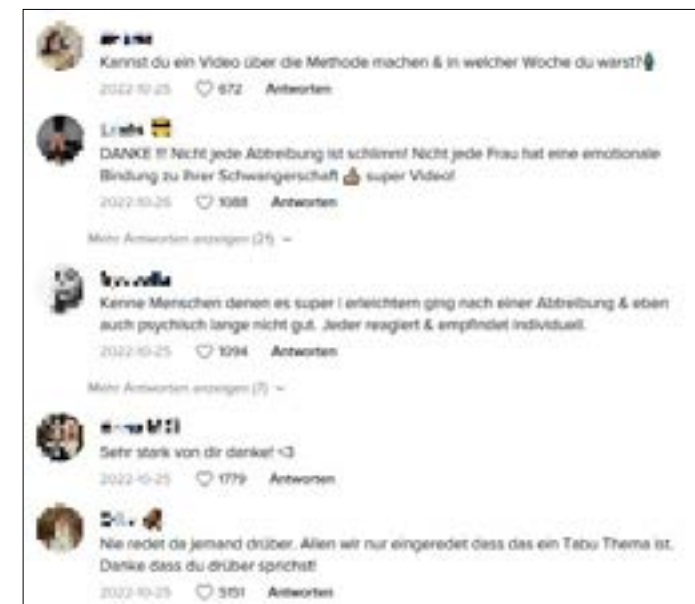 Kannst du ein Video über die Methode machen & in welcher Woche du warst?
2022-10-25 672 Antworten
DANKE !!! Nicht jede Abtreibung ist schlimm! Nicht jede Frau hat eine emotionale
Bindung zu ihrer Schwangerschaft 👍 super Video!
2022-10-25 1088 Antworten
Mehr Antworten anzeigen (21)
Kenne Menschen denen es super / erleichtern ging nach einer Abtreibung & eben
auch psychisch lange nicht gut. Jeder reagiert & empfindet individuell.
2022-10-25 1094 Antworten
Mehr Antworten anzeigen (7)
Sehr stark von dir danke! <3
2022-10-25 1779 Antworten
Nie redet da jemand drüber. Allen wir nur eingeredet dass das ein Tabu Thema ist.
Danke dass du drüber sprichst!
2022-10-25 5151 Antworten